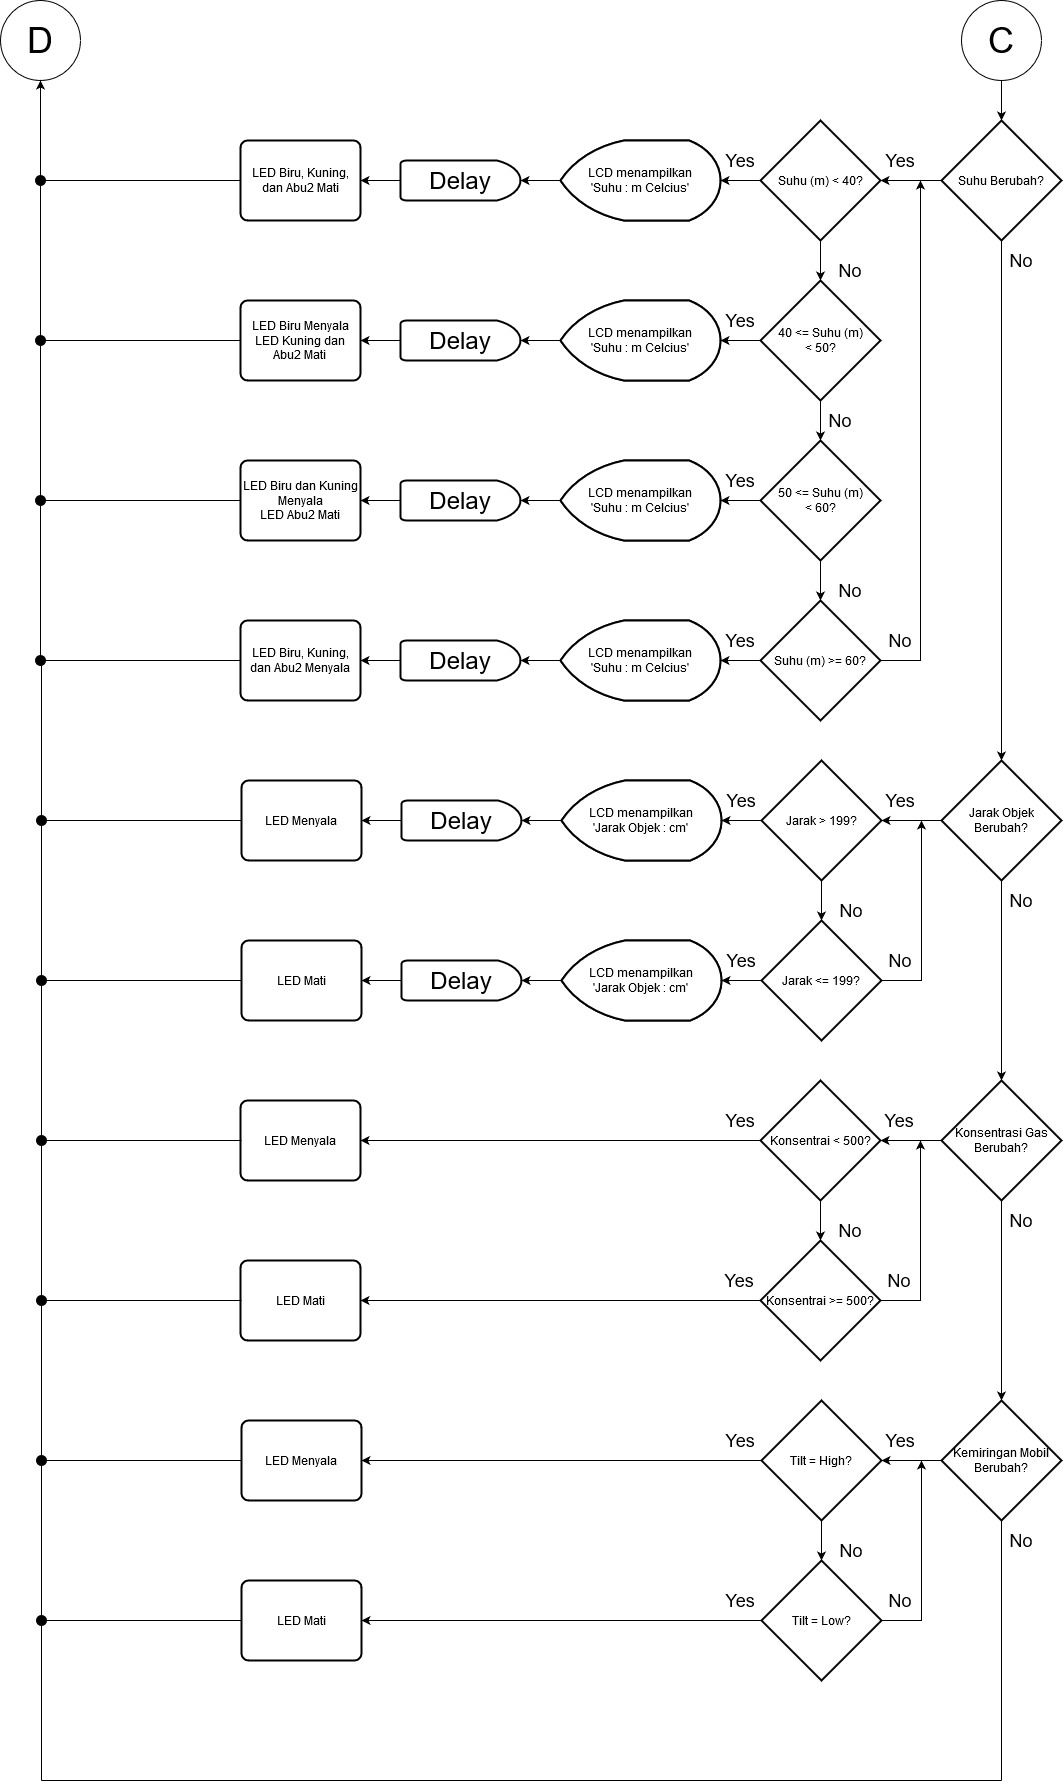 D
C
LED Biru, Kuning,
dan Abu2 Mati
Delay
LCD menampilkan
'Suhu : m Celcius'
Yes
Suhu (m) < 40?
Yes
Suhu Berubah?
No
No
LED Biru Menyala
LED Kuning dan
Abu2 Mati
Delay
LCD menampilkan
'Suhu : m Celcius'
Yes
40 <= Suhu (m)
< 50?
No
LED Biru dan Kuning
Menyala
LED Abu2 Mati
Delay
LCD menampilkan
'Suhu : m Celcius'
Yes
50 <= Suhu (m)
< 60?
No
LED Biru, Kuning,
dan Abu2 Menyala
Delay
LCD menampilkan
'Suhu : m Celcius'
Yes
Suhu (m) >= 60?
No
LED Menyala
Delay
LCD menampilkan
'Jarak Objek : cm'
Yes
Jarak > 199?
Yes
Jarak Objek
Berubah?
No
No
LED Mati
Delay
LCD menampilkan
'Jarak Objek : cm'
Yes
Jarak <= 199?
No
LED Menyala
Yes
Konsentrai < 500?
Yes
Konsentrasi Gas
Berubah?
No
No
LED Mati
Yes
Konsentrai >= 500?
No
LED Menyala
Yes
Tilt = High?
Yes
Kemiringan Mobil
Berubah?
No
No
LED Mati
Yes
Tilt = Low?
No